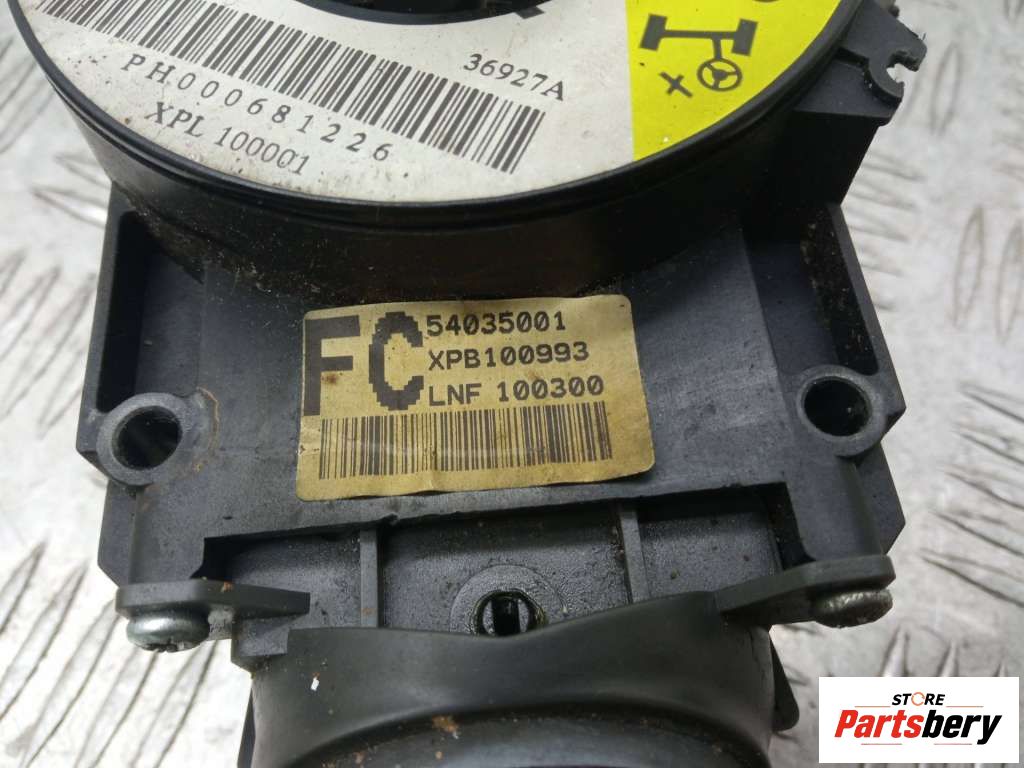 36927A
PH000681226
XPL 100001
FC
54035001
XPB100993
LNF 100300
STORE
Partsbery